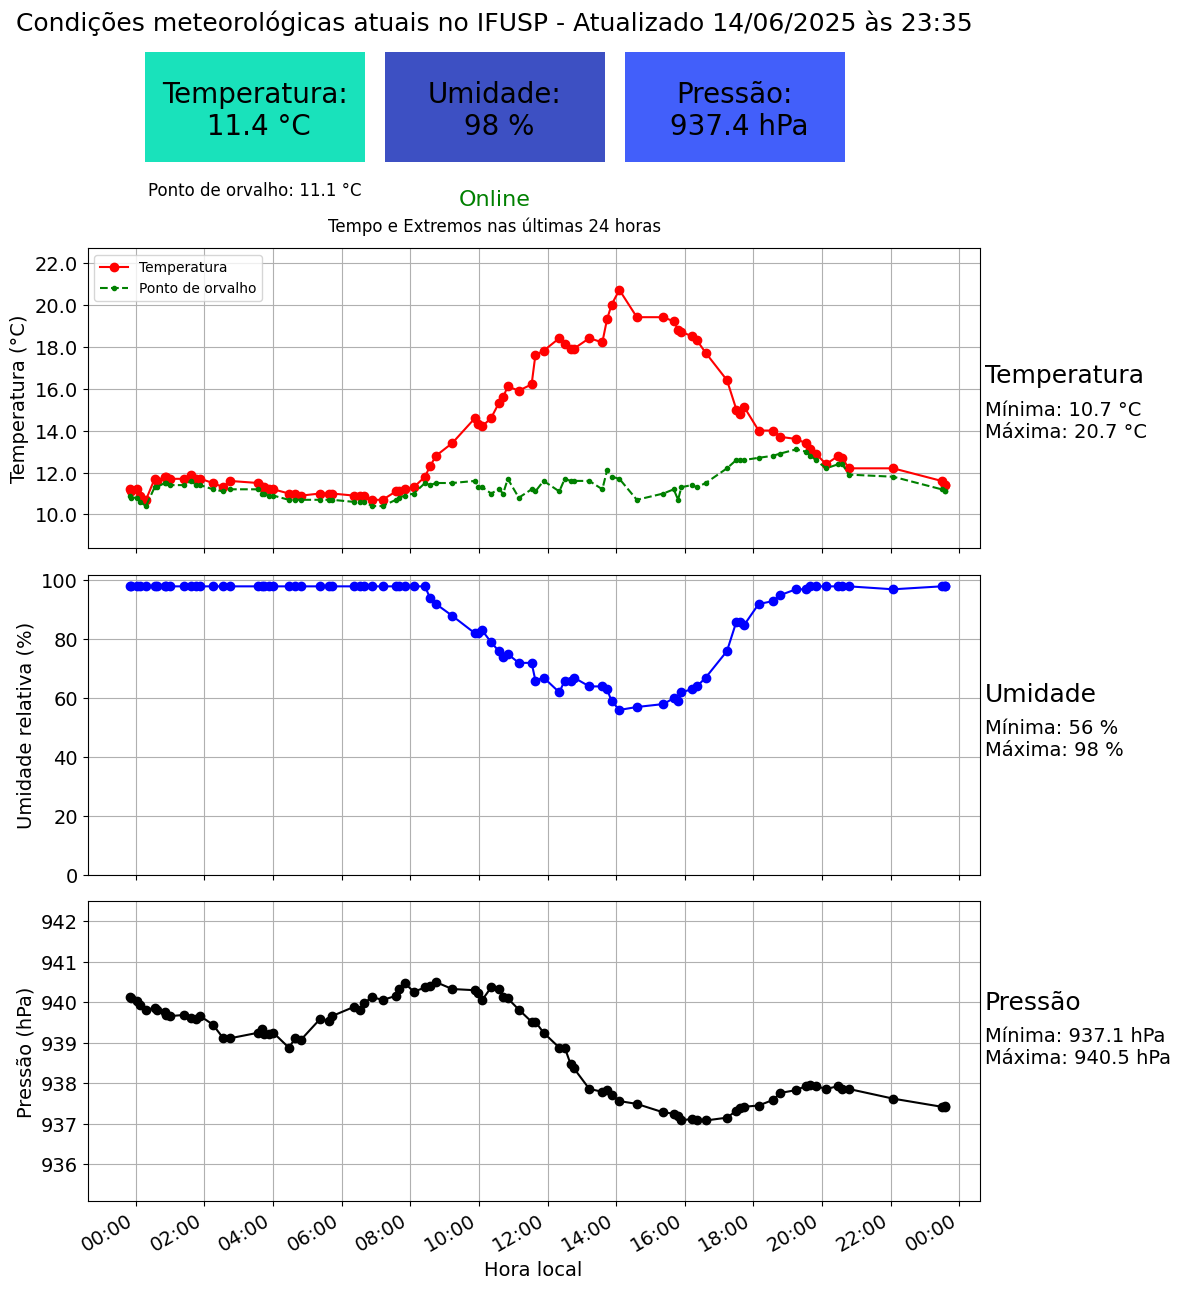 Condições meteorológicas atuais no IFUSP - Atualizado 14/06/2025 às 23:35
Temperatura:
11.4 °C
Umidade:
98 %
Pressão:
937.4 hPa
Ponto de orvalho: 11.1 °C
Online
Tempo e Extremos nas últimas 24 horas
Temperatura (°C)
22.0
20.0
18.0
16.0
14.0
12.0
10.0
Temperatura
Ponto de orvalho
Temperatura
Mínima: 10.7 °C
Máxima: 20.7 °C
Umidade relativa (%)
100
80
60
40
20
0
Umidade
Mínima: 56 %
Máxima: 98 %
Pressão (hPa)
942
941
940
939
938
937
936
Pressão
Mínima: 937.1 hPa
Máxima: 940.5 hPa
00:00 02:00 04:00 06:00 08:00 10:00 12:00 14:00 16:00 18:00 20:00 22:00 00:00
Hora local